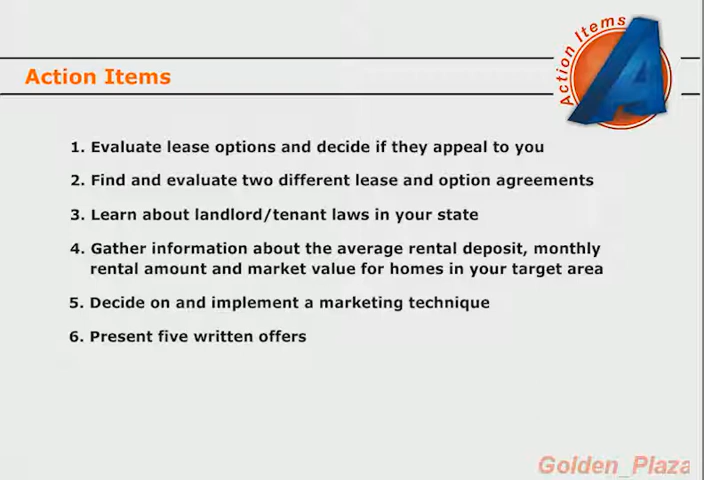 Action Items
Action Items
1. Evaluate lease options and decide if they appeal to you
2. Find and evaluate two different lease and option agreements
3. Learn about landlord/tenant laws in your state
4. Gather information about the average rental deposit, monthly
rental amount and market value for homes in your target area
5. Decide on and implement a marketing technique
6. Present five written offers
Golden_Plaza